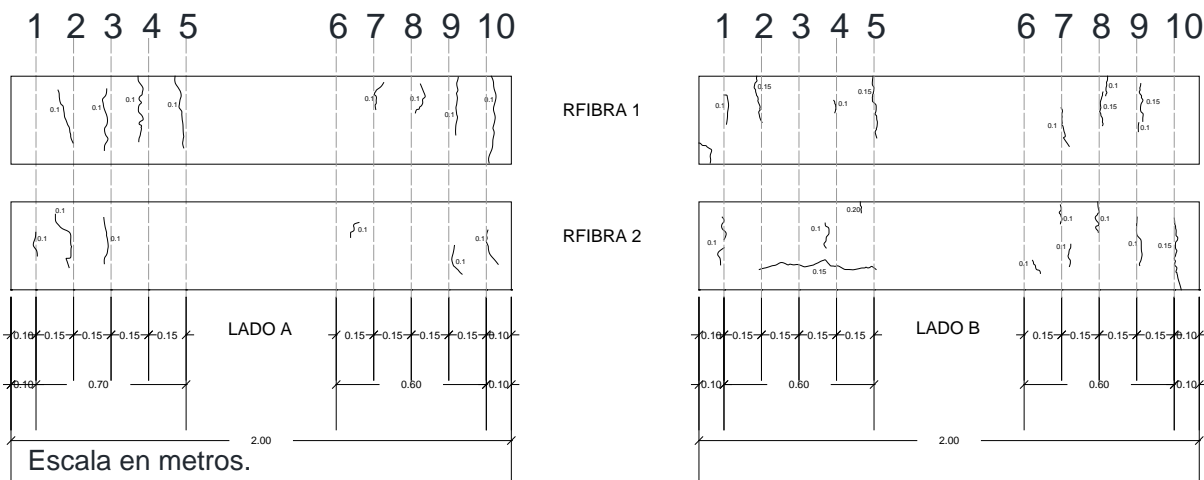 1 2 3 4 5 6 7 8 9 10 1 2 3 4 5 6 7 8 9 10
0.1 0.1 0.1 0.1 0.1 0.1 0.1 0.1 RFIBRA 1 0.1 0.15 0.1 0.15 0.1 0.1 0.15 0.15 0.1
0.1 0.1 0.1 0.1 0.1 0.1 RFIBRA 2 0.1 0.1 0.20 0.15 0.1 0.1 0.1 0.1 0.1 0.15
LADO A LADO B
0.10 0.15 0.15 0.15 0.15 0.15 0.15 0.15 0.15 0.10 0.10 0.15 0.15 0.15 0.15 0.15 0.15 0.15 0.15 0.10
0.10 0.70 0.60 0.10 0.10 0.60 0.60 0.10
2.00 2.00
Escala en metros.